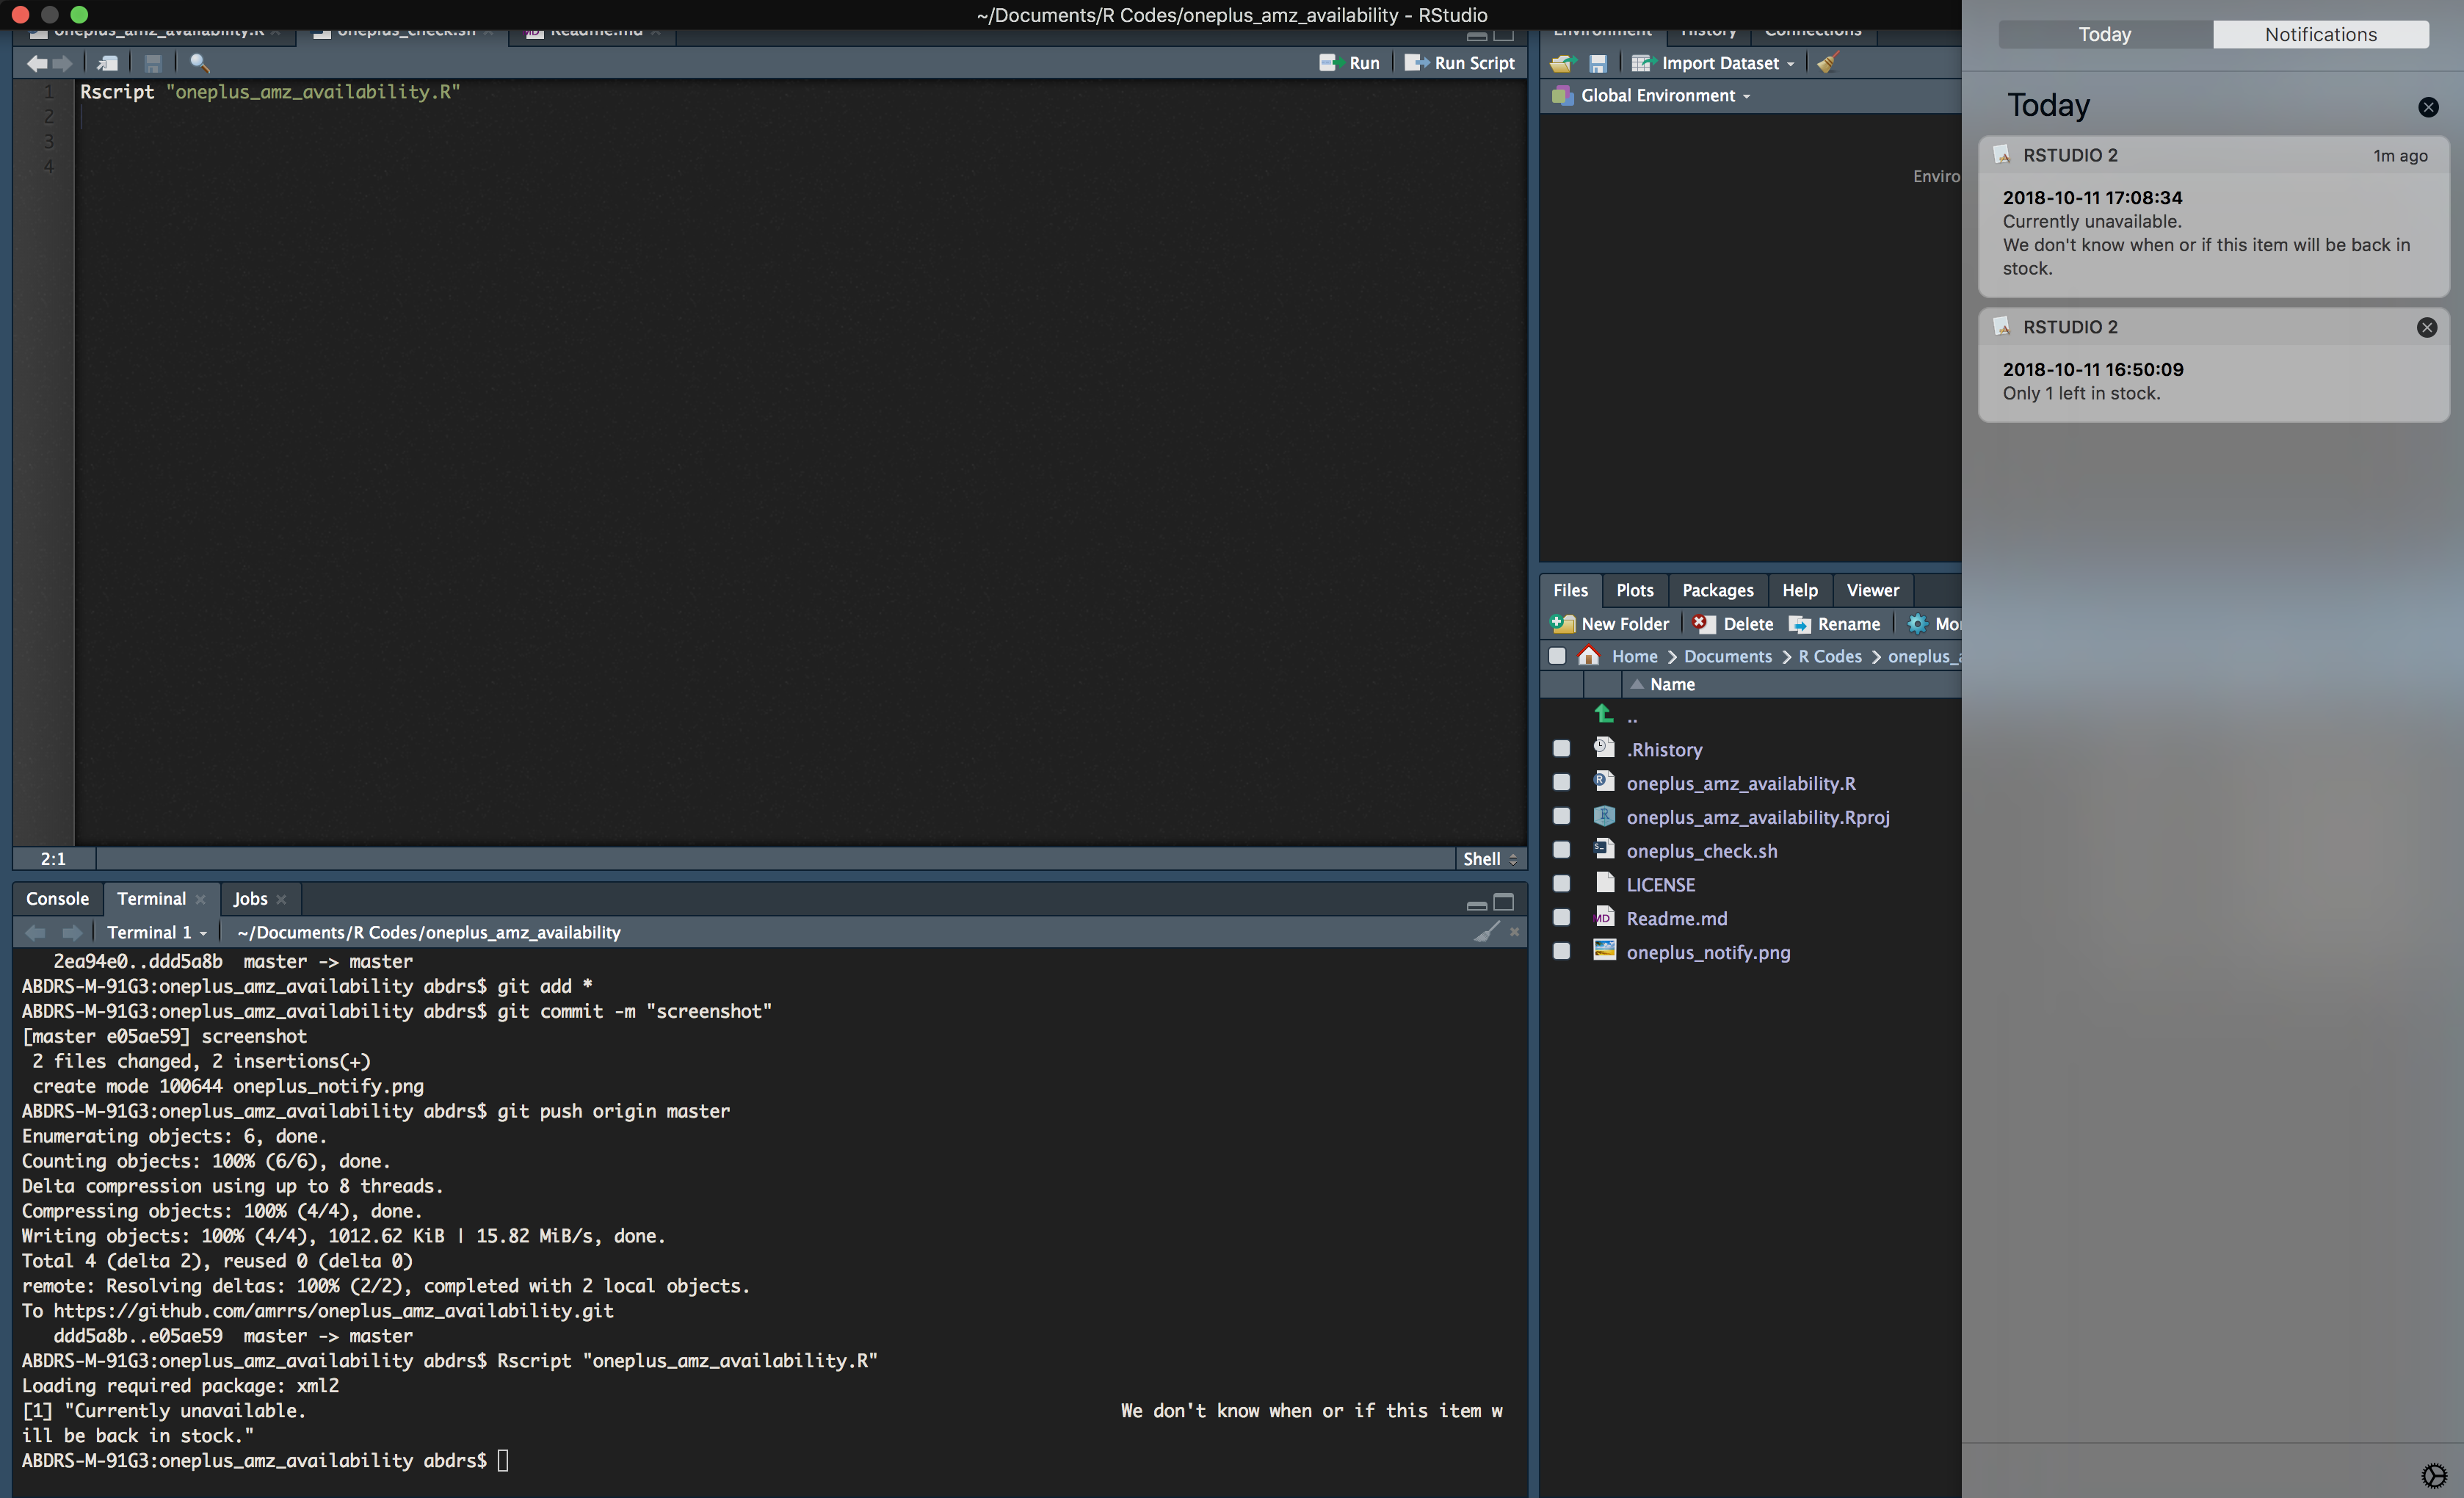 ~/Documents/R Codes/oneplus_amz_availability - RStudio
oneplus_amz_availability.R
oneplus_check.sh
Readme.md
Run
Run Script
1 Rscript "oneplus_amz_availability.R"
2
3
4
2:1
Shell
Console
Terminal
Jobs
Terminal 1
~/Documents/R Codes/oneplus_amz_availability
2ea94e0..ddd5a8b master -> master
ABDRS-M-91G3:oneplus_amz_availability abdrs$ git add *
ABDRS-M-91G3:oneplus_amz_availability abdrs$ git commit -m "screenshot"
[master e05ae59] screenshot
2 files changed, 2 insertions(+)
create mode 100644 oneplus_notify.png
ABDRS-M-91G3:oneplus_amz_availability abdrs$ git push origin master
Enumerating objects: 6, done.
Counting objects: 100% (6/6), done.
Delta compression using up to 8 threads.
Compressing objects: 100% (4/4), done.
Writing objects: 100% (4/4), 1012.62 KiB | 15.82 MiB/s, done.
Total 4 (delta 2), reused 0 (delta 0)
remote: Resolving deltas: 100% (2/2), completed with 2 local objects.
To https://github.com/amrrs/oneplus_amz_availability.git
ddd5a8b..e05ae59 master -> master
ABDRS-M-91G3:oneplus_amz_availability abdrs$ Rscript "oneplus_amz_availability.R"
Loading required package: xml2
[1] "Currently unavailable. We don't know when or if this item w
ill be back in stock."
ABDRS-M-91G3:oneplus_amz_availability abdrs$
Environment
History
Connections
Import Dataset
Global Environment
Enviro
Files
Plots
Packages
Help
Viewer
New Folder
Delete
Rename
Mo
Home
Documents
R Codes
oneplus_a
Name
..
.Rhistory
oneplus_amz_availability.R
oneplus_amz_availability.Rproj
oneplus_check.sh
LICENSE
MD Readme.md
oneplus_notify.png
Today
Notifications
Today
RSTUDIO 2
1m ago
2018-10-11 17:08:34
Currently unavailable.
We don't know when or if this item will be back in
stock.
RSTUDIO 2
2018-10-11 16:50:09
Only 1 left in stock.